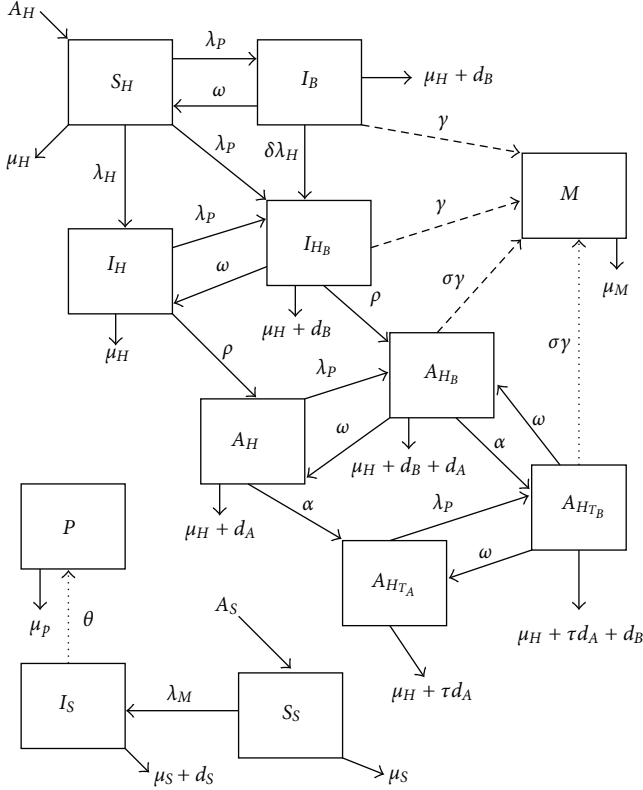 A_H
S_H
λ_P
I_B
μ_H + d_B
ω
γ
μ_H
λ_H
λ_P
δλ_H
M
λ_P
γ
I_H
I_{H_B}
ω
σγ
μ_M
μ_H
μ_H + d_B
ρ
ρ
λ_P
A_{H_B}
σγ
A_H
ω
ω
μ_H + d_B + d_A
α
P
μ_H + d_A
α
λ_P
A_{H_{T_B}}
A_{H_{T_A}}
ω
μ_p
θ
A_S
μ_H + τd_A + d_B
I_S
λ_M
S_S
μ_H + τd_A
μ_S + d_S
μ_S